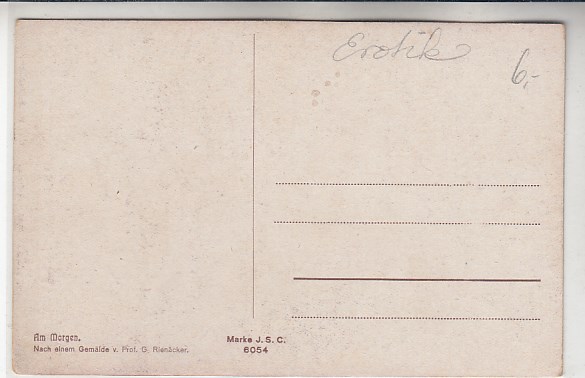 Erotik
6,-
Am Morgen.
Nach einem Gemälde v. Prof. G. Rienäcker.
Marke J. S. C.
6054